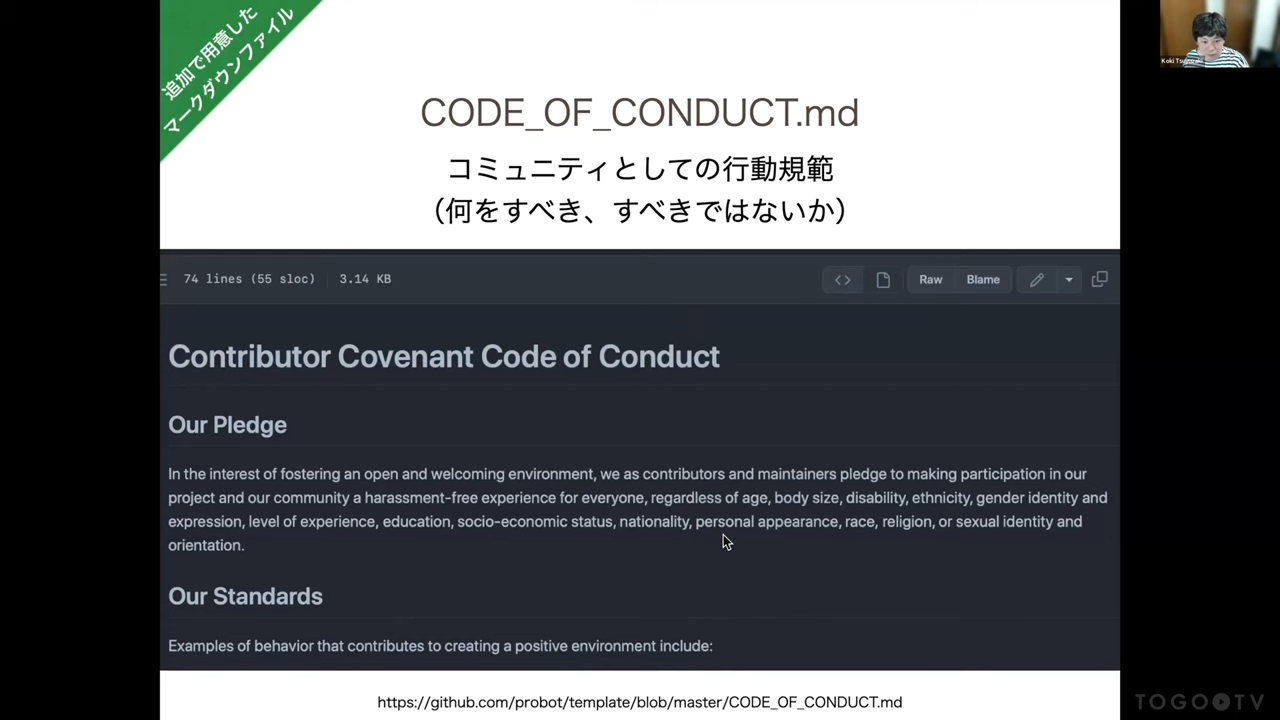 追加で用意した
マークダウンファイル
Koki Tsuyuzaki
CODE_OF_CONDUCT.md
コミュニティとしての行動規範
（何をすべき、すべきではないか）
74 lines (55 sloc) 3.14 KB
Raw Blame
Contributor Covenant Code of Conduct
Our Pledge
In the interest of fostering an open and welcoming environment, we as contributors and maintainers pledge to making participation in our
project and our community a harassment-free experience for everyone, regardless of age, body size, disability, ethnicity, gender identity and
expression, level of experience, education, socio-economic status, nationality, personal appearance, race, religion, or sexual identity and
orientation.
Our Standards
Examples of behavior that contributes to creating a positive environment include:
https://github.com/probot/template/blob/master/CODE_OF_CONDUCT.md
TOGOTV